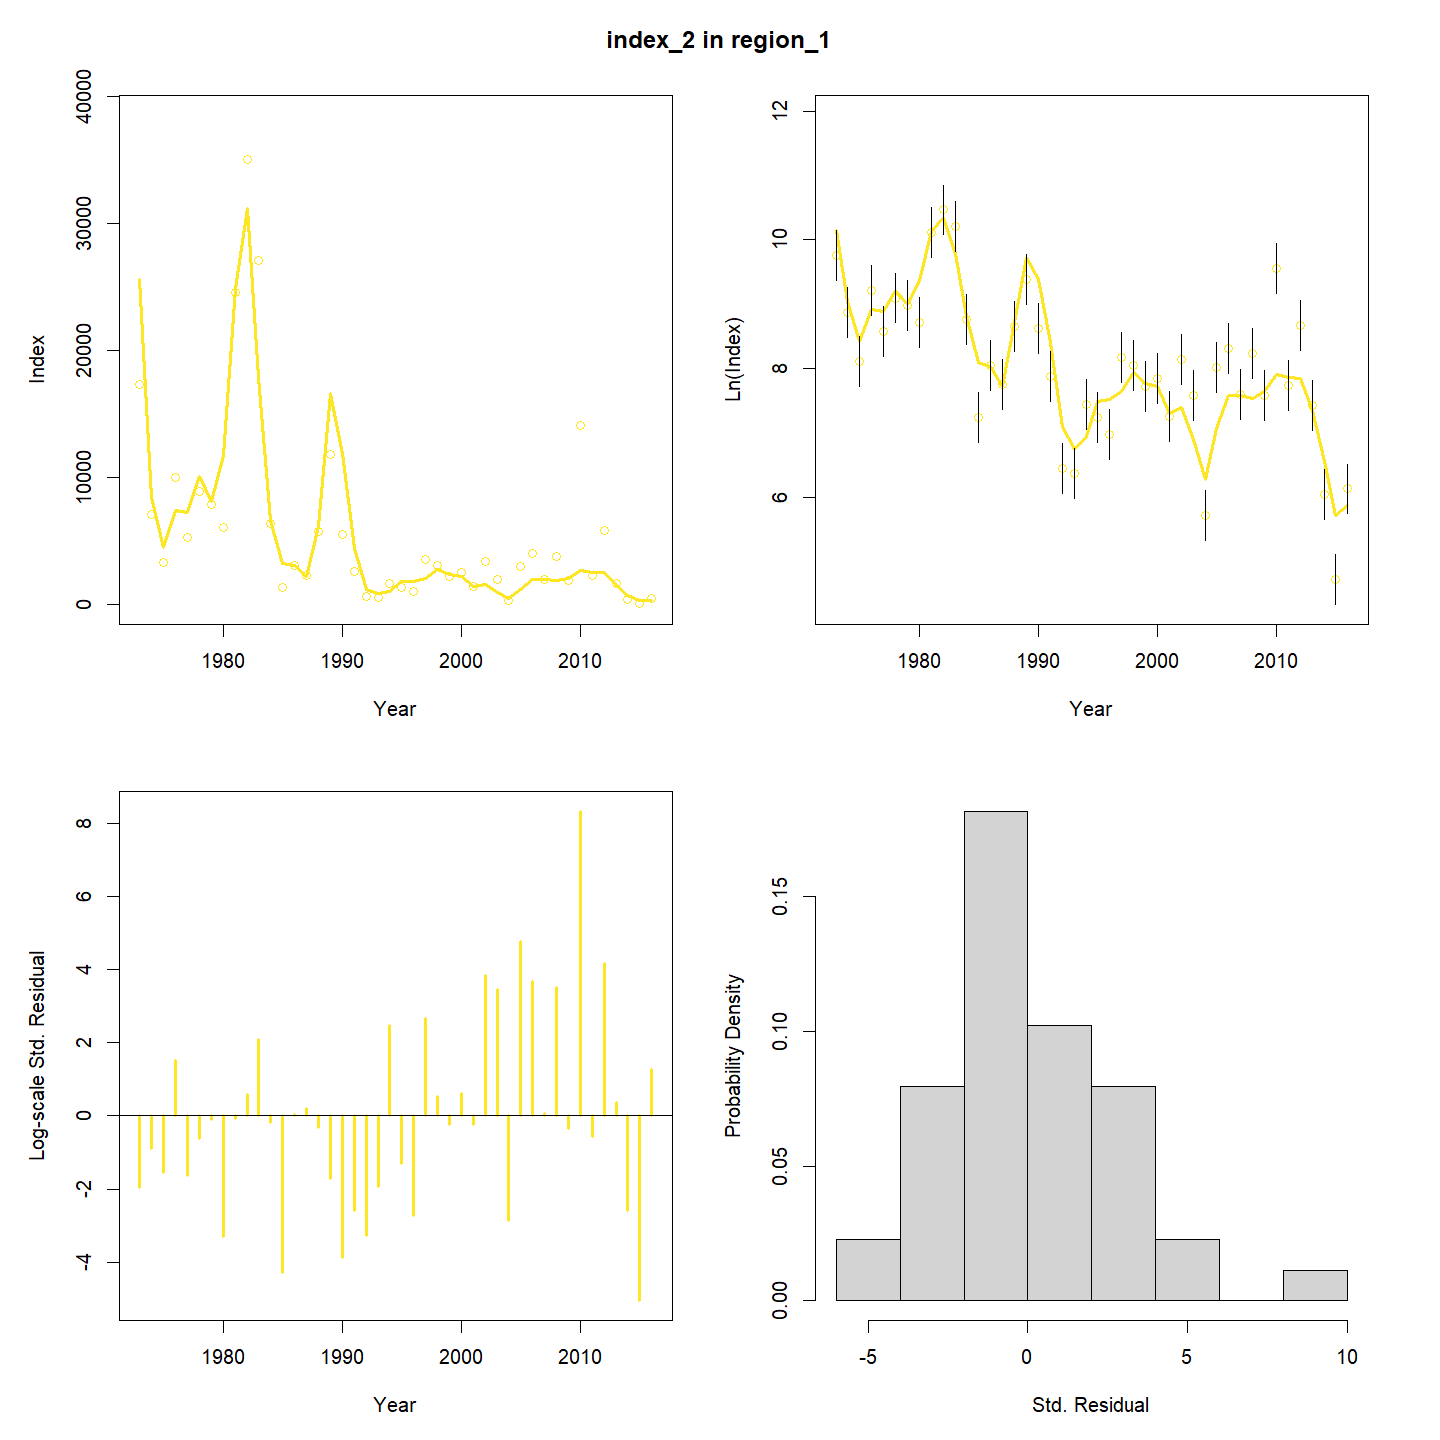 index_2 in region_1
Index
0 10000 20000 30000 40000
1980 1990 2000 2010
Year
Ln(Index)
6 8 10 12
1980 1990 2000 2010
Year
Log-scale Std. Residual
-4 -2 0 2 4 6 8
1980 1990 2000 2010
Year
Probability Density
0.00 0.05 0.10 0.15
-5 0 5 10
Std. Residual